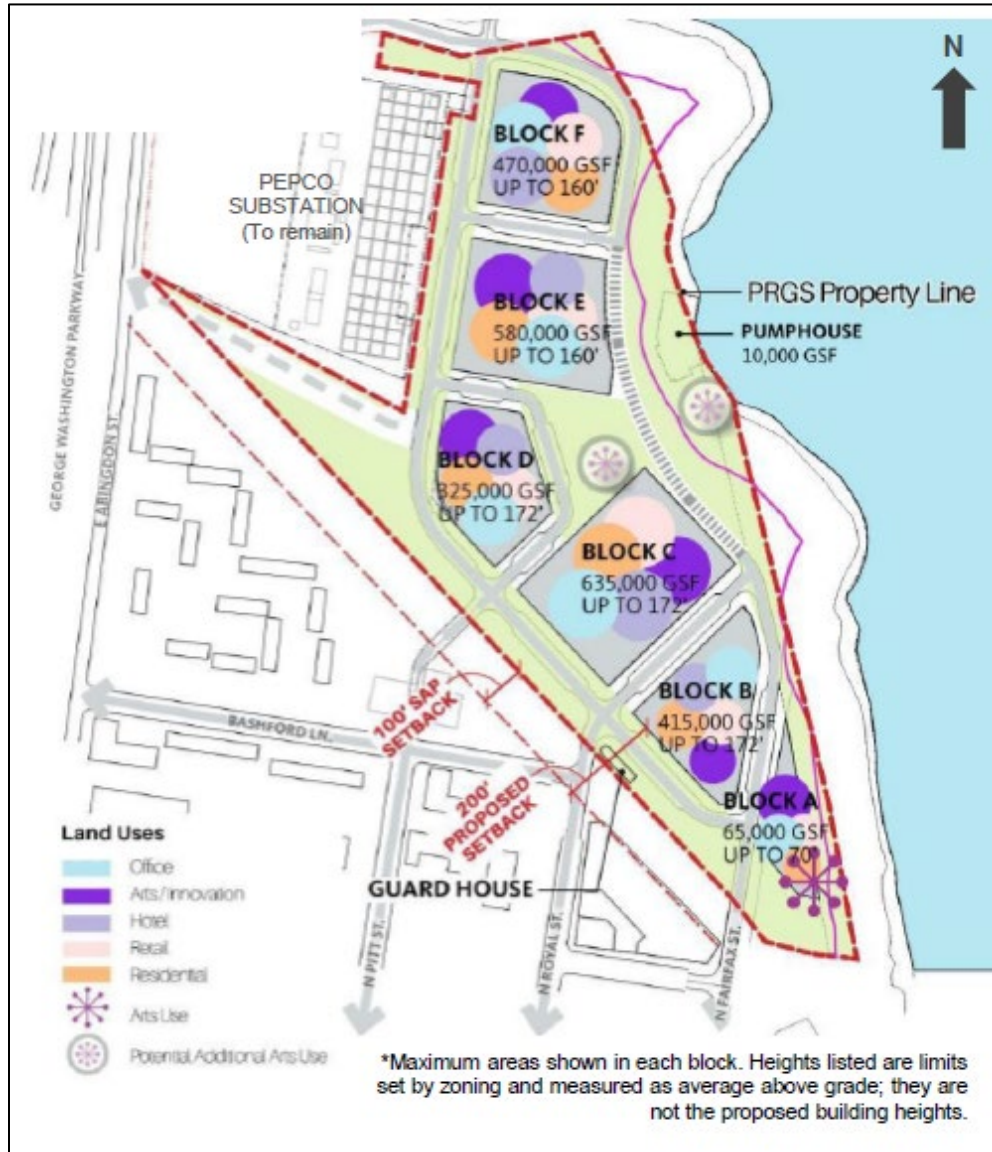 N
BLOCK F
470,000 GSF
UP TO 160'
PEPCO
SUBSTATION
(To remain)
GEORGE WASHINGTON PARKWAY
E ABINGDON ST.
BLOCK E
580,000 GSF
UP TO 160'
PRGS Property Line
PUMPHOUSE
10,000 GSF
BLOCK D
325,000 GSF
UP TO 172'
BLOCK C
635,000 GSF
UP TO 172'
BLOCK B
415,000 GSF
UP TO 172'
100' SAP
SETBACK
BASHFORD LN.
200'
PROPOSED
SETBACK
BLOCK A
65,000 GSF
UP TO 70'
GUARD HOUSE
N PITT ST.
N ROYAL ST.
N FAIRFAX ST.
Land Uses
Office
Arts/Innovation
Hotel
Retail
Residential
Arts Use
Potential Additional Arts Use
*Maximum areas shown in each block. Heights listed are limits
set by zoning and measured as average above grade; they are
not the proposed building heights.